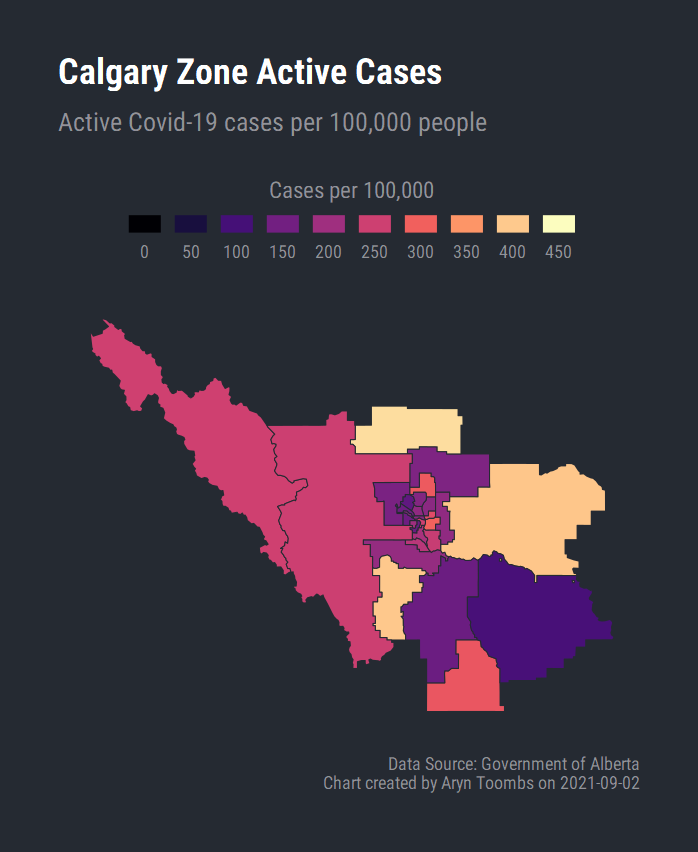 Calgary Zone Active Cases
Active Covid-19 cases per 100,000 people
Cases per 100,000
0 50 100 150 200 250 300 350 400 450
Data Source: Government of Alberta
Chart created by Aryn Toombs on 2021-09-02